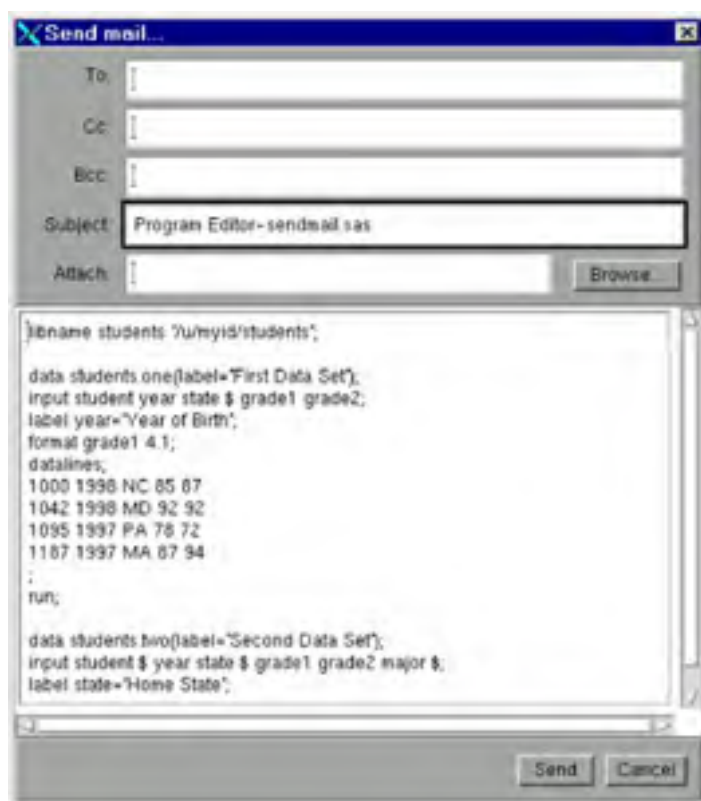 Send mail...
To:
Cc:
Bcc:
Subject: Program Editor-sendmail.sas
Attach:
Browse...
libname students "/u/myid/students";
data students.one(label="First Data Set");
input student year state $ grade1 grade2;
label year="Year of Birth";
format grade1 4.1;
datalines;
1000 1998 NC 85 87
1042 1998 MD 92 92
1095 1997 PA 78 72
1187 1997 MA 87 94
;
run;
data students.two(label="Second Data Set");
input student $ year state $ grade1 grade2 major $;
label state="Home State";
Send Cancel